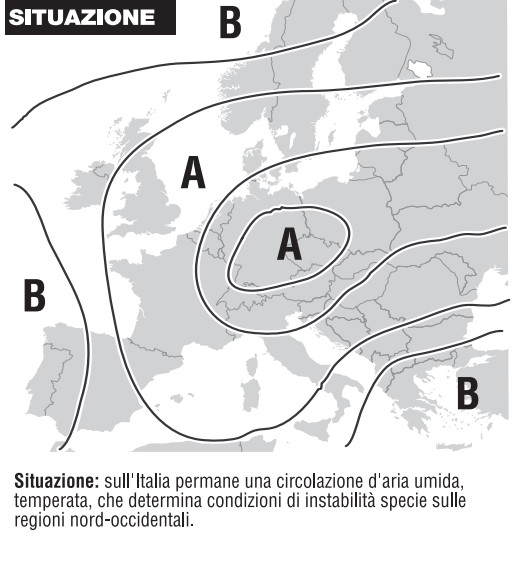 SITUAZIONE
B
A
A
B
B
Situazione: sull'Italia permane una circolazione d'aria umida,
temperata, che determina condizioni di instabilità specie sulle
regioni nord-occidentali.